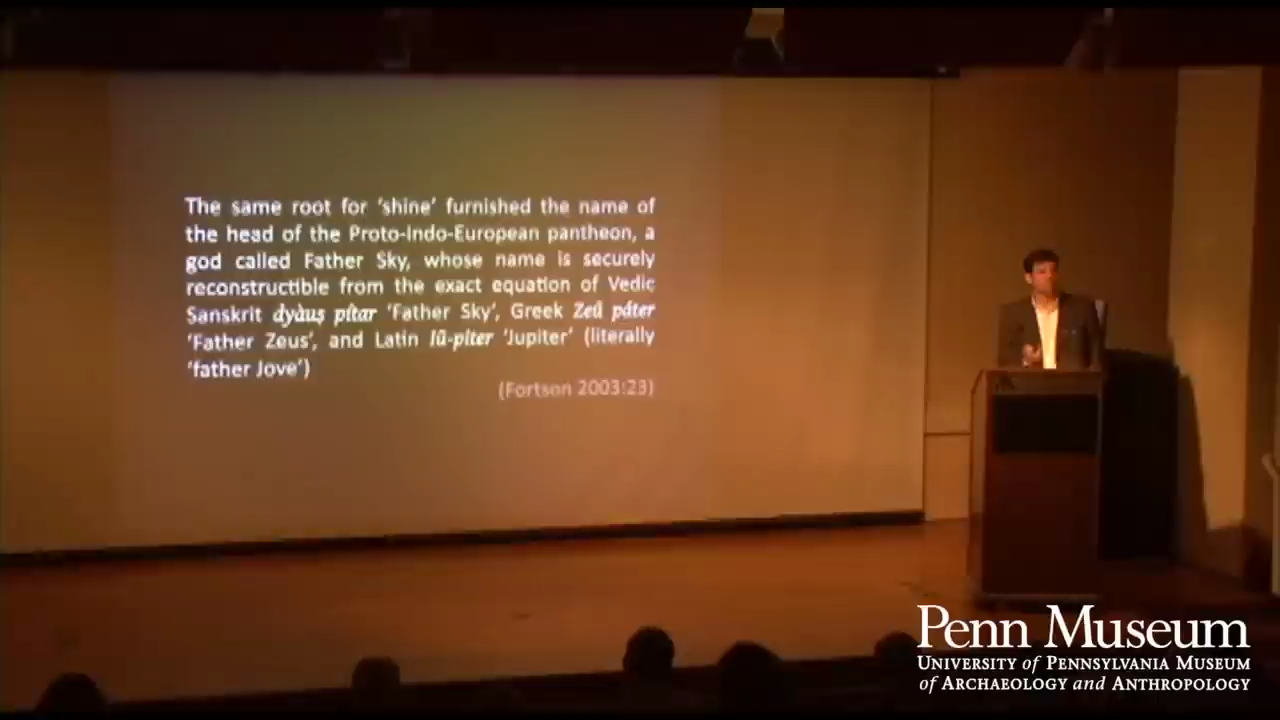 The same root for ‘shine’ furnished the name of
the head of the Proto-Indo-European pantheon, a
god called Father Sky, whose name is securely
reconstructible from the exact equation of Vedic
Sanskrit dyàuṣ pítar ‘Father Sky’, Greek Zeû páter
‘Father Zeus’, and Latin Iū-piter ‘Jupiter’ (literally
‘father Jove’)
(Fortson 2003:23)
Penn Museum
UNIVERSITY of PENNSYLVANIA MUSEUM
of ARCHAEOLOGY and ANTHROPOLOGY